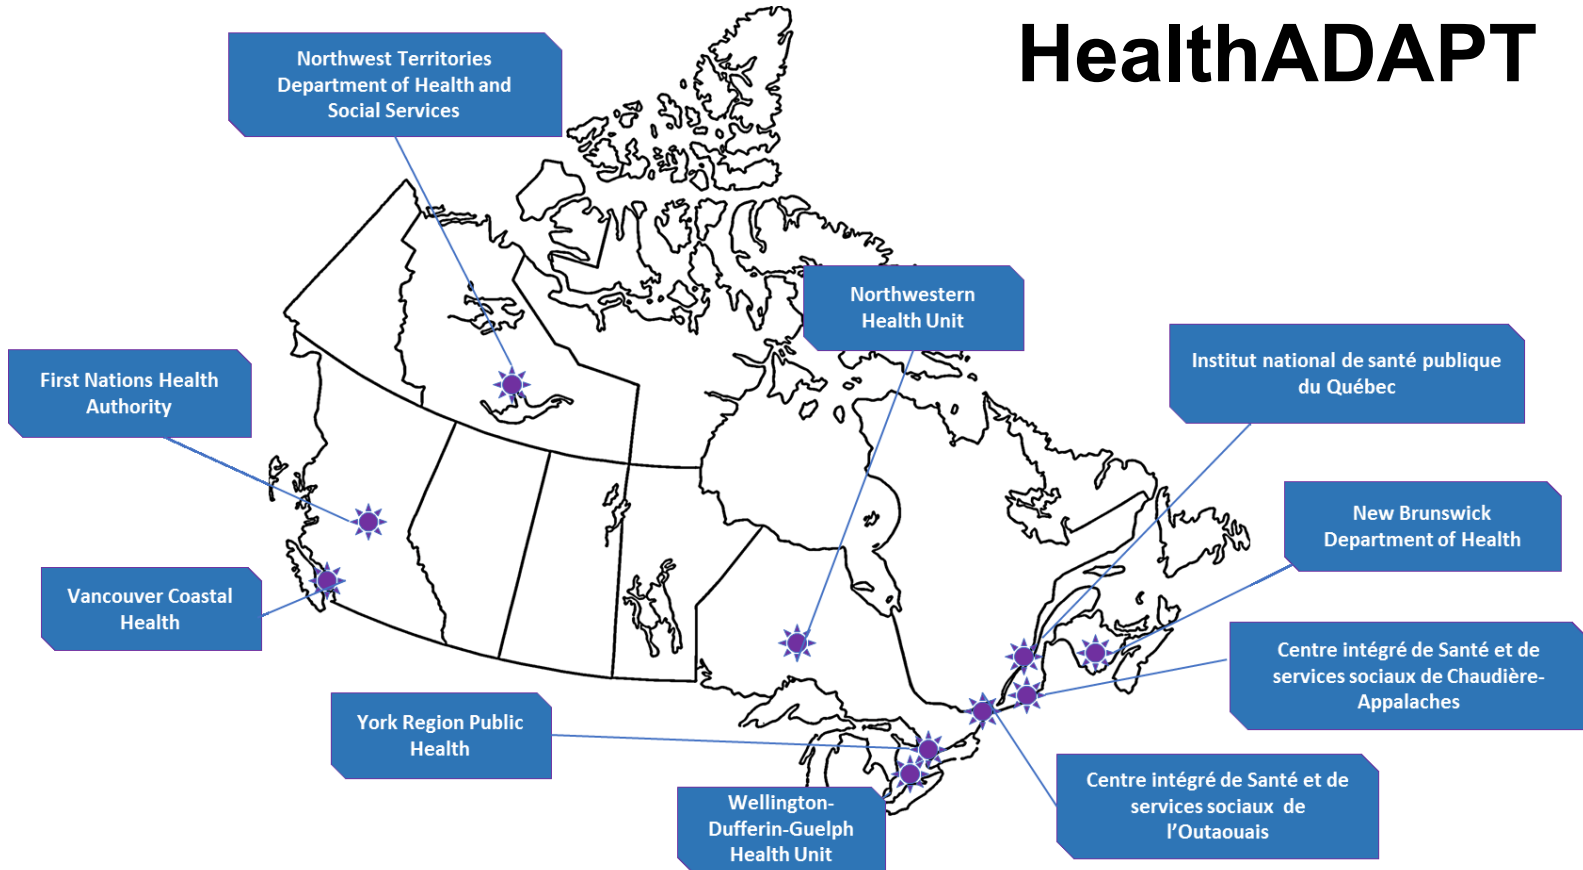 HealthADAPT
Northwest Territories
Department of Health and
Social Services
Northwestern
Health Unit
Institut national de santé publique
du Québec
First Nations Health
Authority
New Brunswick
Department of Health
Vancouver Coastal
Health
Centre intégré de Santé et de
services sociaux de Chaudière-
Appalaches
York Region Public
Health
Centre intégré de Santé et de
services sociaux de
l'Outaouais
Wellington-
Dufferin-Guelph
Health Unit